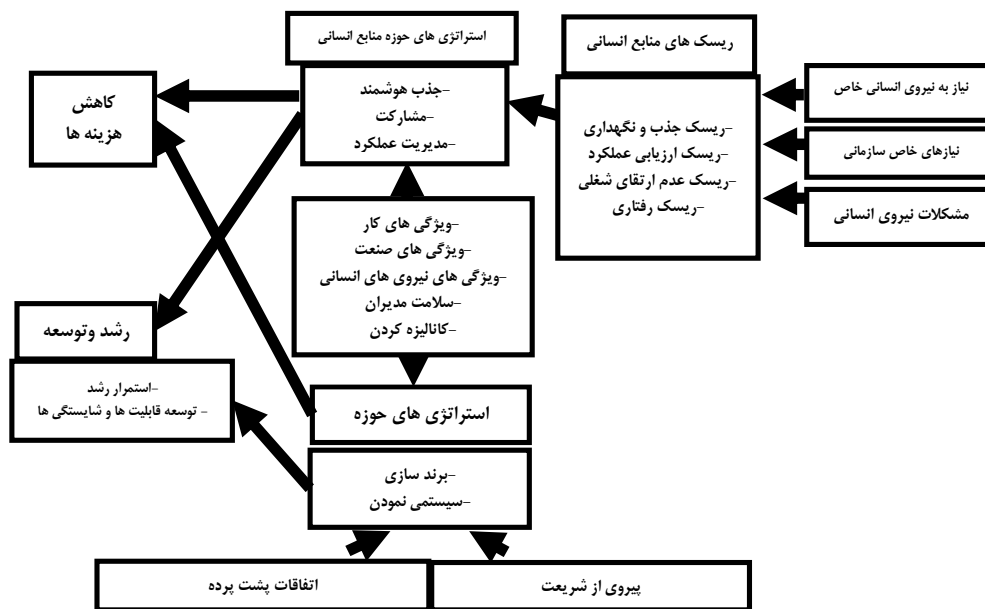 ریسک های منابع انسانی
-ریسک جذب و نگهداری
-ریسک ارزیابی عملکرد
-ریسک عدم ارتقای شغلی
-ریسک رفتاری
نیاز به نیروی انسانی خاص
نیازهای خاص سازمانی
مشکلات نیروی انسانی
استراتژی های حوزه منابع انسانی
-جذب هوشمند
-مشارکت
-مدیریت عملکرد
-ویژگی های کار
-ویژگی های صنعت
-ویژگی های نیروی های انسانی
-سلامت مدیران
-کانالیزه کردن
استراتژی های حوزه
-برند سازی
-سیستمی نمودن
کاهش
هزینه ها
رشد وتوسعه
-استمرار رشد
- توسعه قابلیت ها و شایستگی ها
پیروی از شریعت
اتفاقات پشت پرده